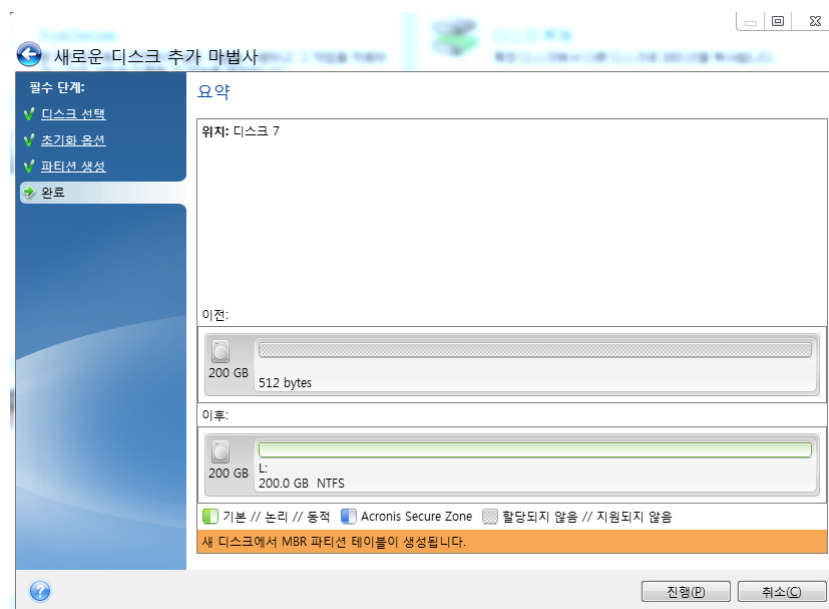 새로운 디스크 추가 마법사
필수 단계:
디스크 선택
초기화 옵션
파티션 생성
완료
요약
위치: 디스크 7
이전:
200 GB
512 bytes
이후:
200 GB
L:
200.0 GB NTFS
기본 // 논리 // 동적 Acronis Secure Zone 할당되지 않음 // 지원되지 않음
새 디스크에서 MBR 파티션 테이블이 생성됩니다.
진행(P) 취소(C)